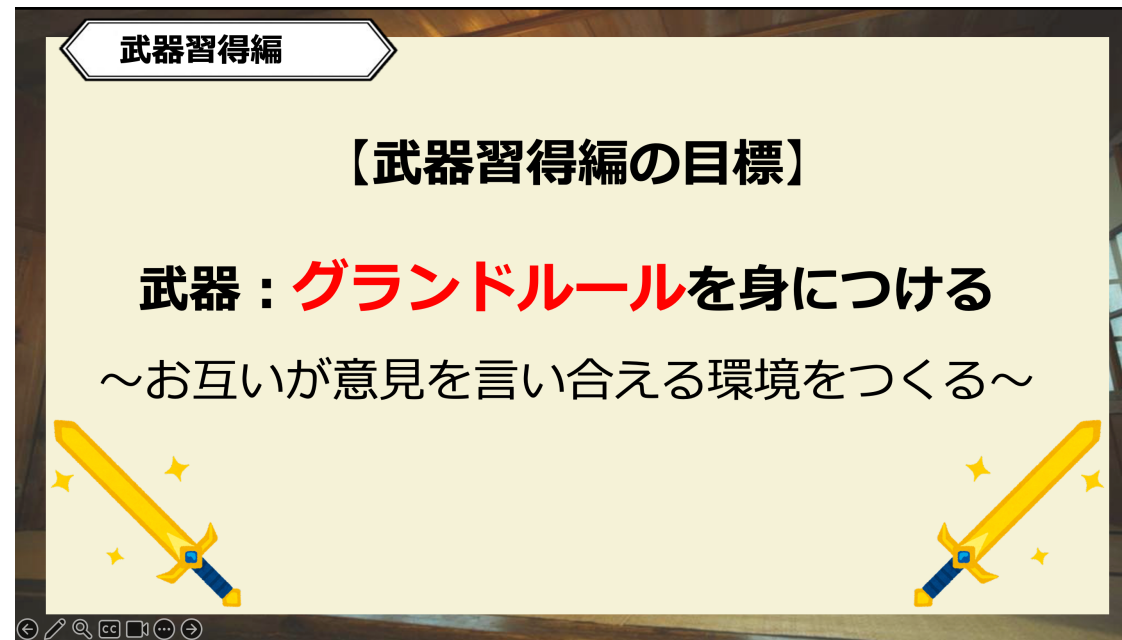 武器習得編
【武器習得編の目標】
武器：グランドルールを身につける
～お互いが意見を言い合える環境をつくる～
CC